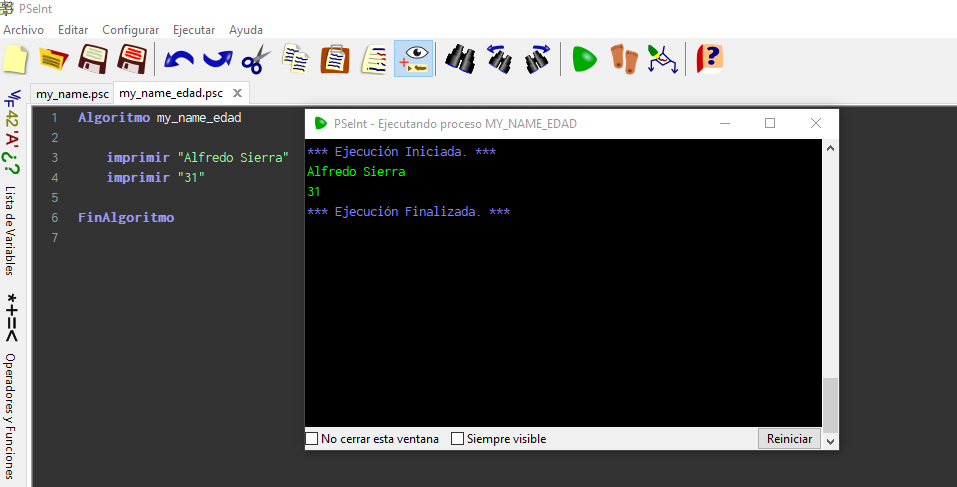 PSeInt
Archivo Editar Configurar Ejecutar Ayuda
my_name.psc my_name_edad.psc
1 Algoritmo my_name_edad
2
3 imprimir "Alfredo Sierra"
4 imprimir "31"
5
6 FinAlgoritmo
7
42 'A' ¿? Lista de Variables
*+=< Operadores y Funciones
PSeInt - Ejecutando proceso MY_NAME_EDAD
*** Ejecución Iniciada. ***
Alfredo Sierra
31
*** Ejecución Finalizada. ***
No cerrar esta ventana Siempre visible Reiniciar